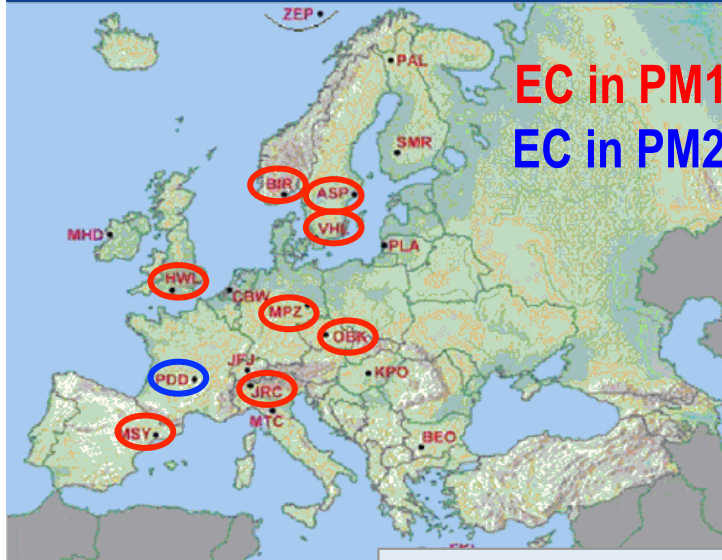 ZEP
PAL
EC in PM1
SMR
EC in PM2
BIR
ASP
VHL
MHD
PLA
HWL
CBW
MPZ
OBK
JFJ
KPO
PDD
JRC
MTC
MSY
BEO